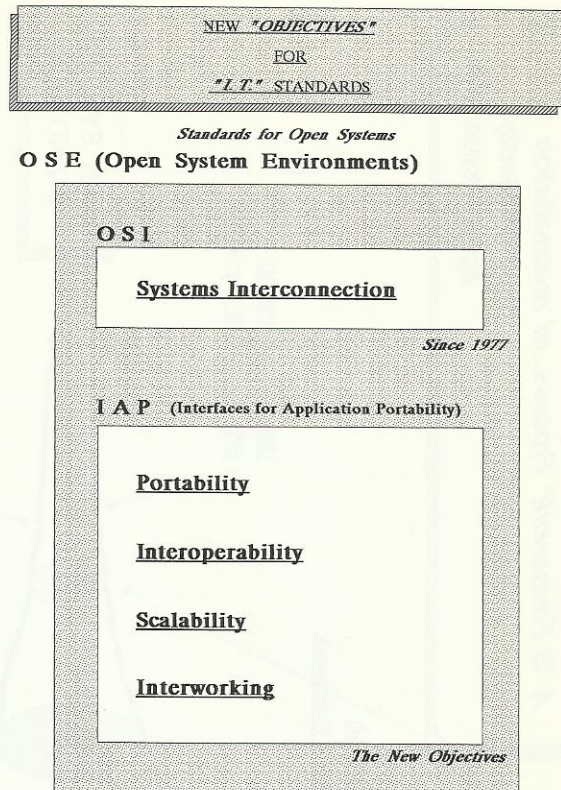 NEW "OBJECTIVES"
FOR
"I. T." STANDARDS
Standards for Open Systems
O S E (Open System Environments)
O S I
Systems Interconnection
Since 1977
I A P (Interfaces for Application Portability)
Portability
Interoperability
Scalability
Interworking
The New Objectives